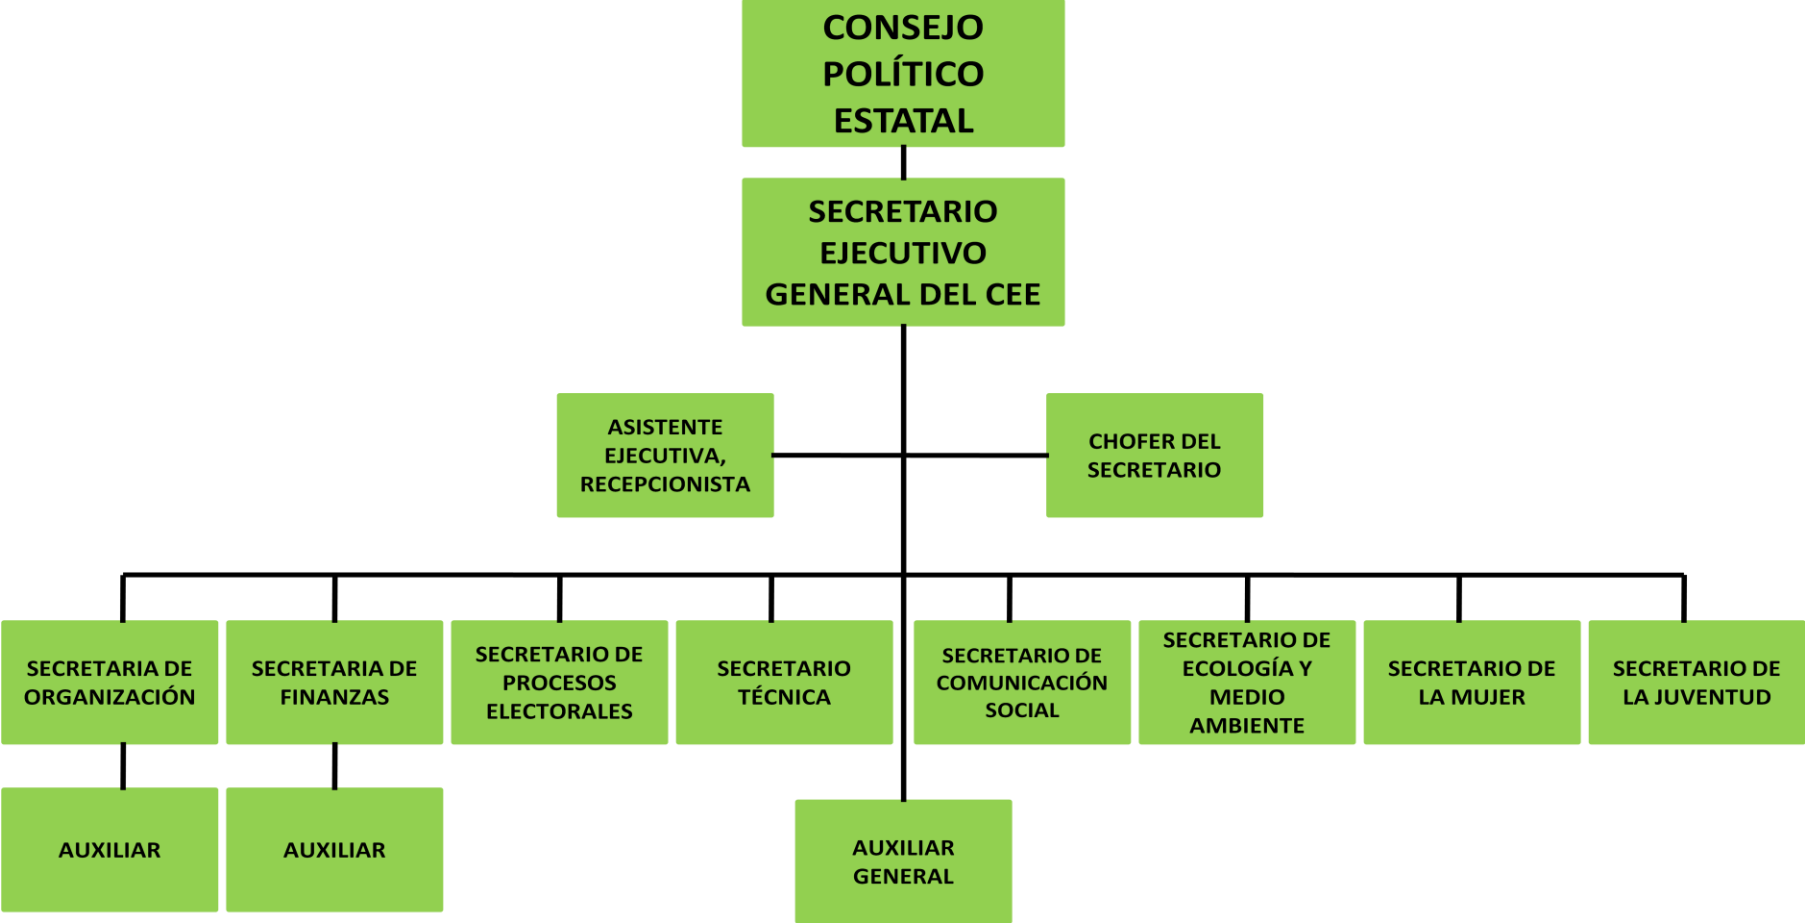 CONSEJO
POLÍTICO
ESTATAL
SECRETARIO
EJECUTIVO
GENERAL DEL CEE
ASISTENTE
EJECUTIVA,
RECEPCIONISTA
CHOFER DEL
SECRETARIO
SECRETARIA DE
ORGANIZACIÓN
SECRETARIA DE
FINANZAS
SECRETARIO DE
PROCESOS
ELECTORALES
SECRETARIO
TÉCNICA
SECRETARIO DE
COMUNICACIÓN
SOCIAL
SECRETARIO DE
ECOLOGÍA Y
MEDIO
AMBIENTE
SECRETARIO DE
LA MUJER
SECRETARIO DE
LA JUVENTUD
AUXILIAR
AUXILIAR
AUXILIAR
GENERAL